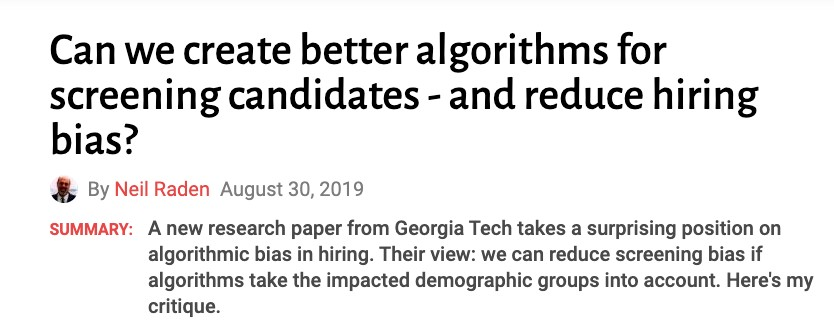 Can we create better algorithms for
screening candidates - and reduce hiring
bias?
By Neil Raden August 30, 2019
SUMMARY: A new research paper from Georgia Tech takes a surprising position on
algorithmic bias in hiring. Their view: we can reduce screening bias if
algorithms take the impacted demographic groups into account. Here's my
critique.